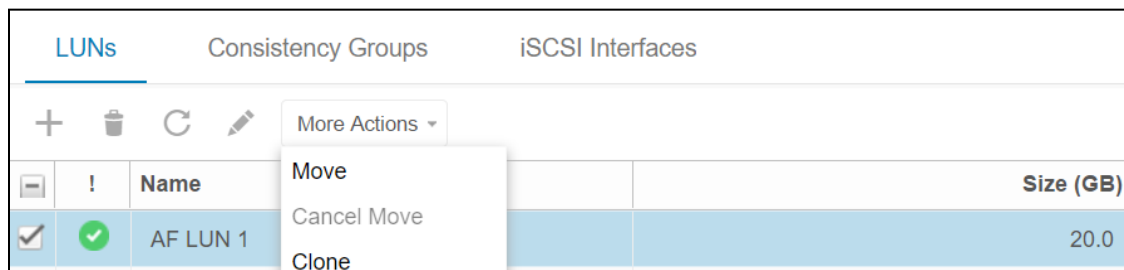 LUNs Consistency Groups iSCSI Interfaces
More Actions
! Name Size (GB)
Move
Cancel Move
AF LUN 1 20.0
Clone